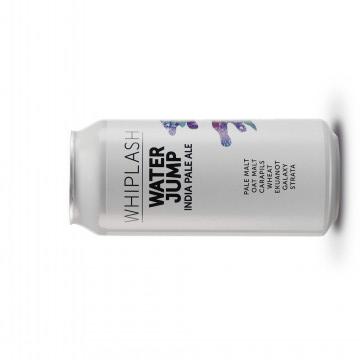 WHIPLASH
WATER
JUMP
INDIA PALE ALE
PALE MALT
OAT MALT
CARAPILS
WHEAT
EKUANOT
GALAXY
STRATA